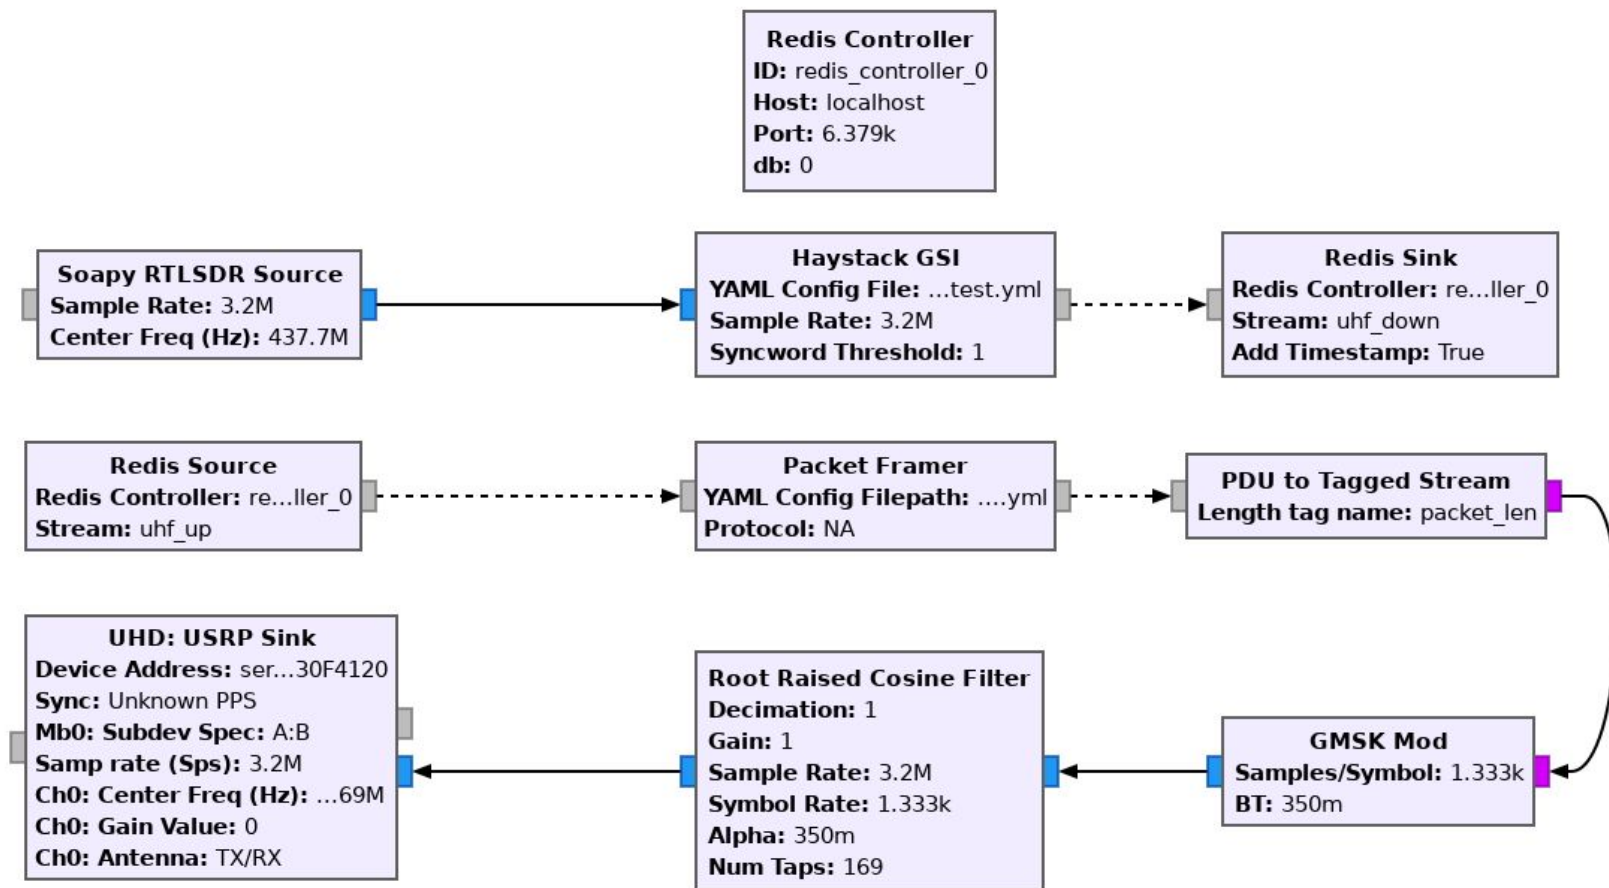 Redis Controller
ID: redis_controller_0
Host: localhost
Port: 6.379k
db: 0
Soapy RTLSDR Source
Sample Rate: 3.2M
Center Freq (Hz): 437.7M
Haystack GSI
YAML Config File: ...test.yml
Sample Rate: 3.2M
Syncword Threshold: 1
Redis Sink
Redis Controller: re...ller_0
Stream: uhf_down
Add Timestamp: True
Redis Source
Redis Controller: re...ller_0
Stream: uhf_up
Packet Framer
YAML Config Filepath: ....yml
Protocol: NA
PDU to Tagged Stream
Length tag name: packet_len
UHD: USRP Sink
Device Address: ser...30F4120
Sync: Unknown PPS
Mb0: Subdev Spec: A:B
Samp rate (Sps): 3.2M
Ch0: Center Freq (Hz): ...69M
Ch0: Gain Value: 0
Ch0: Antenna: TX/RX
Root Raised Cosine Filter
Decimation: 1
Gain: 1
Sample Rate: 3.2M
Symbol Rate: 1.333k
Alpha: 350m
Num Taps: 169
GMSK Mod
Samples/Symbol: 1.333k
BT: 350m